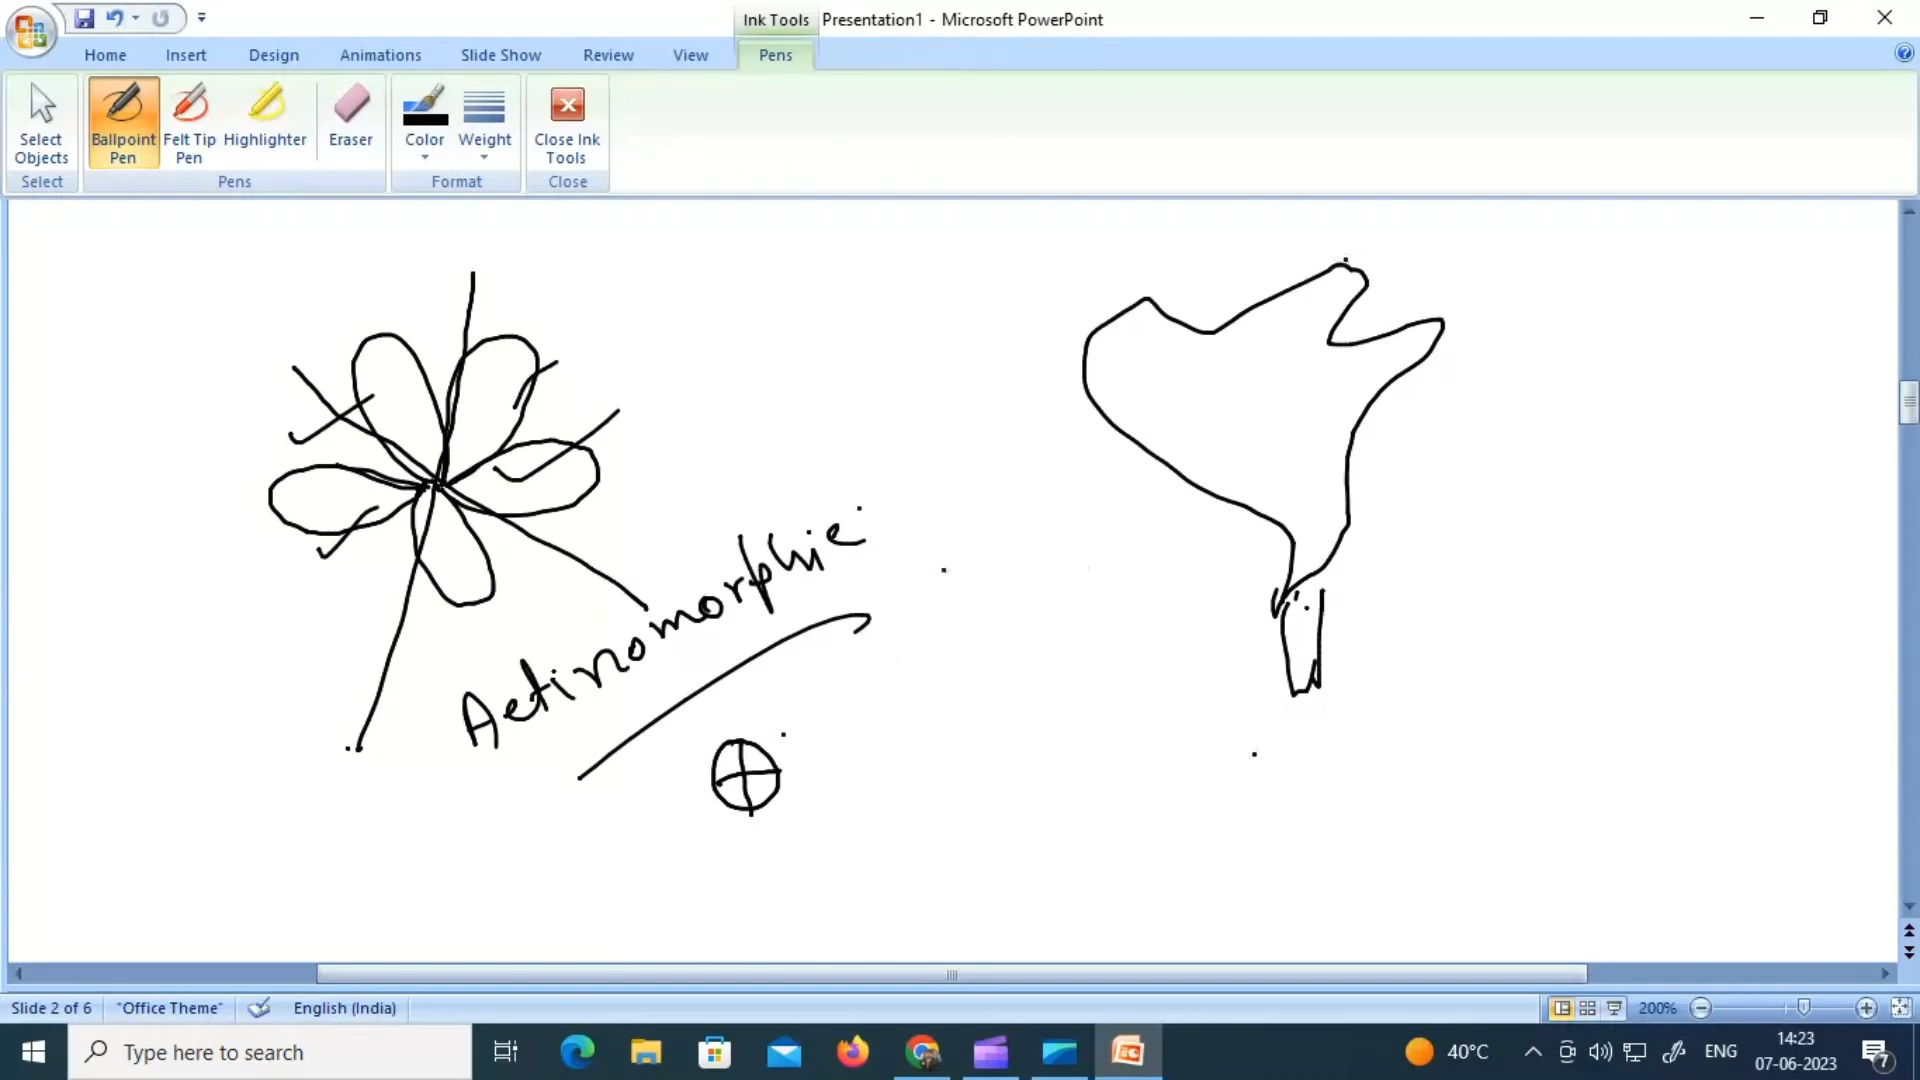 Ink Tools
Presentation1 - Microsoft PowerPoint
Home
Insert
Design
Animations
Slide Show
Review
View
Pens
Select Objects
Ballpoint Pen
Felt Tip Pen
Highlighter
Eraser
Color
Weight
Close Ink Tools
Select
Pens
Format
Close
Actinomorphic
Slide 2 of 6
"Office Theme"
English (India)
200%
Type here to search
40°C
ENG
14:23
07-06-2023
7